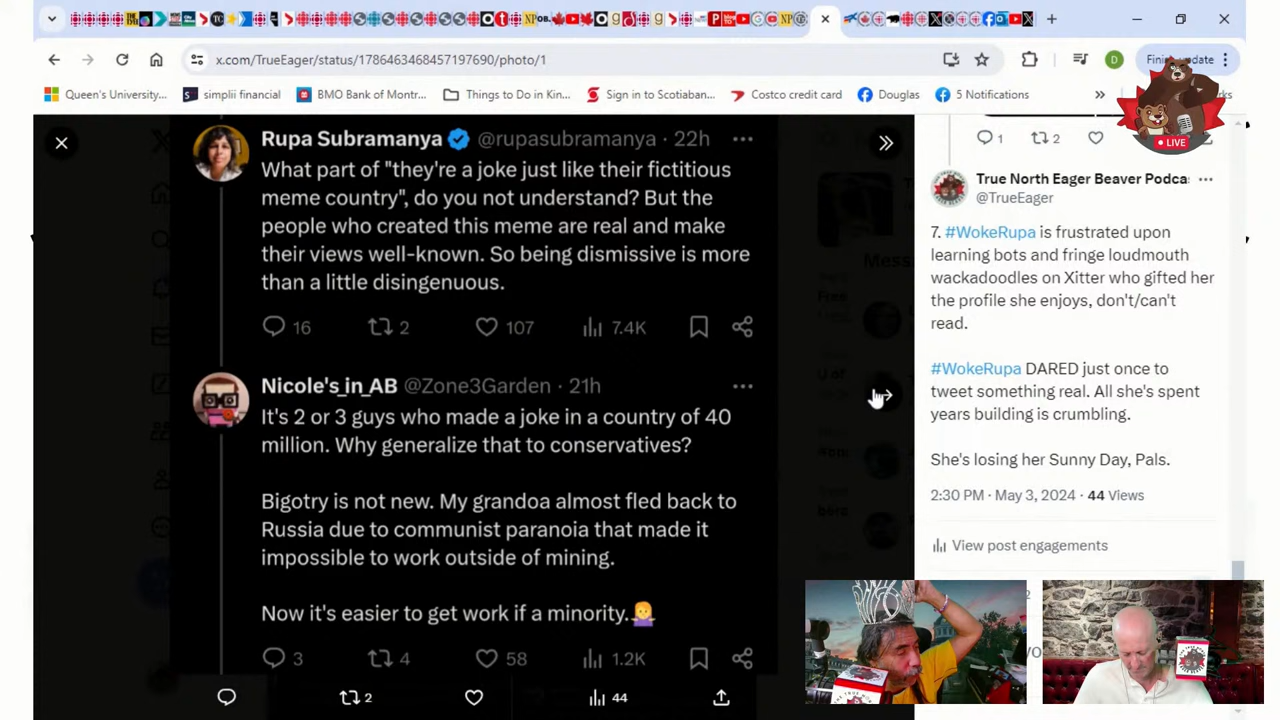 x.com/TrueEager/status/1786463468457197690/photo/1
Finish update
Queen's University...
simplii financial
BMO Bank of Montr...
Things to Do in Kin...
Sign in to Scotiaban...
Costco credit card
Douglas
5 Notifications
LIVE
Rupa Subramanya @rupasubramanya · 22h
What part of "they're a joke just like their fictitious
meme country", do you not understand? But the
people who created this meme are real and make
their views well-known. So being dismissive is more
than a little disingenuous.
16 2 107 7.4K
Nicole's_in_AB @Zone3Garden · 21h
It's 2 or 3 guys who made a joke in a country of 40
million. Why generalize that to conservatives?
Bigotry is not new. My grandoa almost fled back to
Russia due to communist paranoia that made it
impossible to work outside of mining.
Now it's easier to get work if a minority.
3 4 58 1.2K
2 44
1 2
True North Eager Beaver Podca
@TrueEager
7. #WokeRupa is frustrated upon
learning bots and fringe loudmouth
wackadoodles on Xitter who gifted her
the profile she enjoys, don't/can't
read.
#WokeRupa DARED just once to
tweet something real. All she's spent
years building is crumbling.
She's losing her Sunny Day, Pals.
2:30 PM · May 3, 2024 · 44 Views
View post engagements